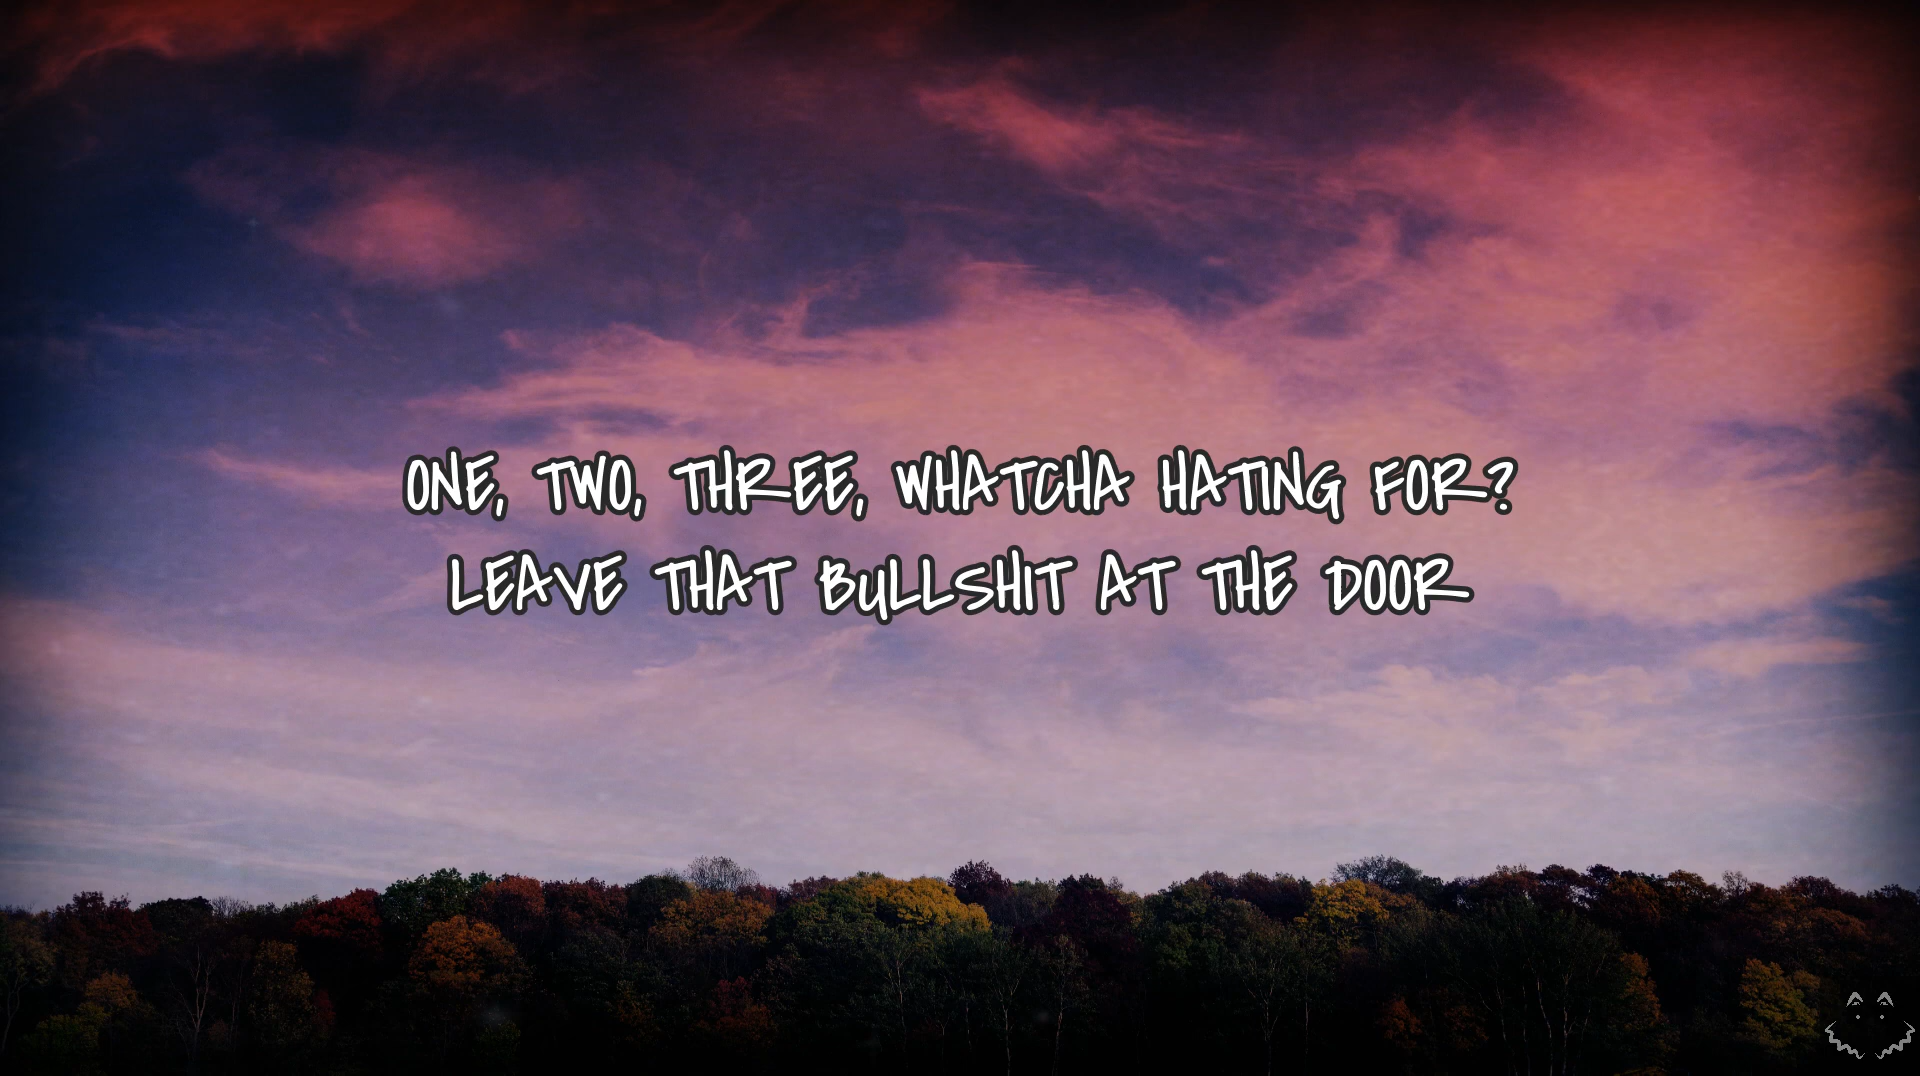 ONE, TWO, THREE, WHATCHA HATING FOR?
LEAVE THAT BULLSHIT AT THE DOOR